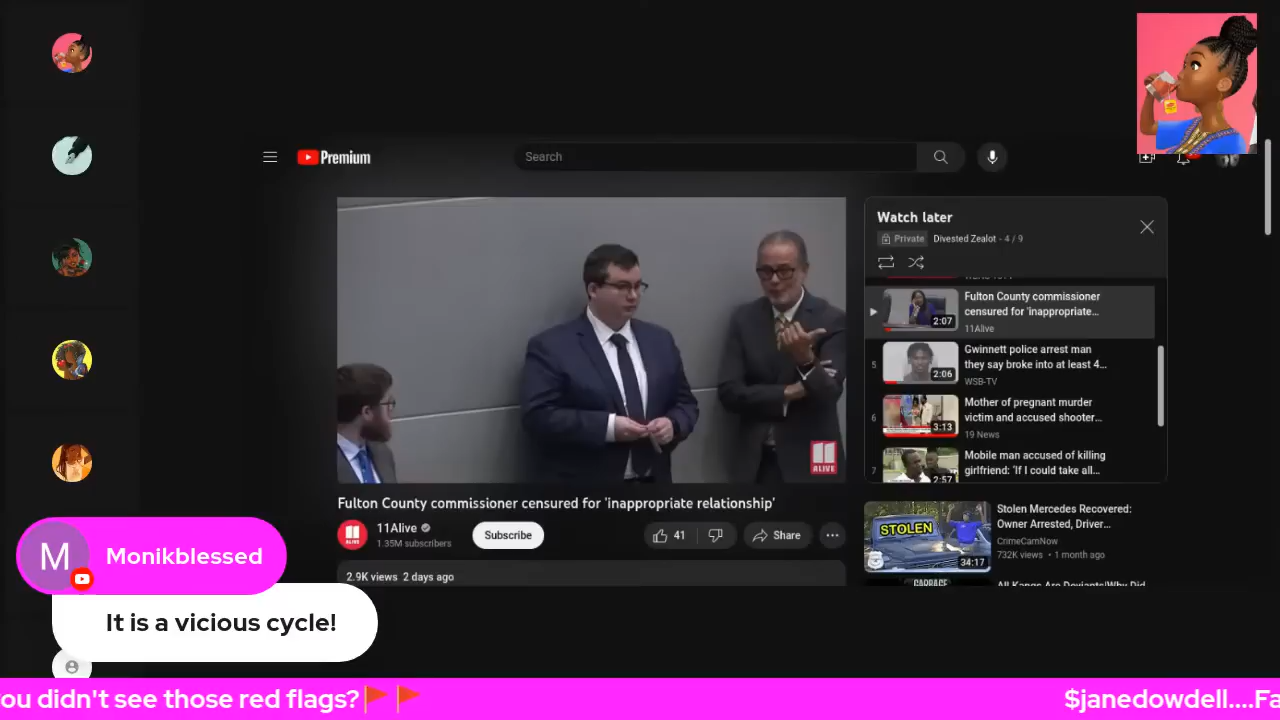 Premium
Search
Watch later
Private Divested Zealot - 4 / 9
Fulton County commissioner
censured for 'inappropriate...
11Alive
2:07
5
Gwinnett police arrest man
they say broke into at least 4...
WSB-TV
2:06
6
Mother of pregnant murder
victim and accused shooter...
19 News
3:13
7
Mobile man accused of killing
girlfriend: 'If I could take all...
2:57
ALIVE
Fulton County commissioner censured for 'inappropriate relationship'
11Alive
1.35M subscribers
ALIVE
Subscribe
41
Share
2.9K views 2 days ago
STOLEN
34:17
Stolen Mercedes Recovered:
Owner Arrested, Driver...
CrimeCamNow
732K views • 1 month ago
M
Monikblessed
It is a vicious cycle!
ou didn't see those red flags?🚩🚩
$janedowdell....Fa